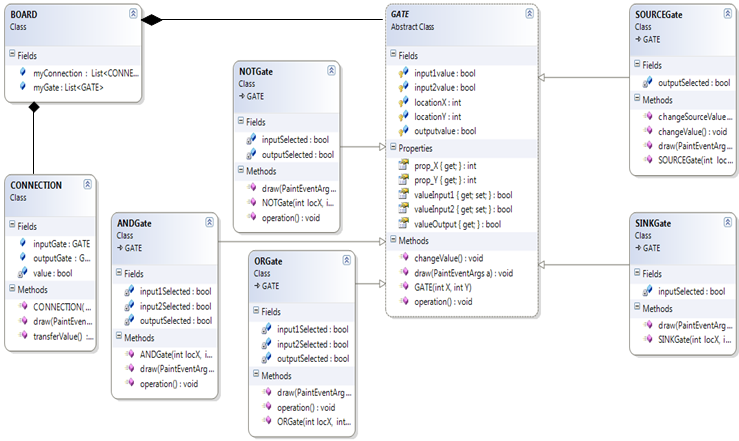 BOARD
Class
Fields
myConnection : List<CONNE...
myGate : List<GATE>
CONNECTION
Class
Fields
inputGate : GATE
outputGate : G...
value : bool
Methods
CONNECTION(...
draw(PaintEven...
transferValue() : ...
NOTGate
Class
GATE
Fields
inputSelected : bool
outputSelected : bool
Methods
draw(PaintEventArg...
NOTGate(int locX, i...
operation() : void
ANDGate
Class
GATE
Fields
input1Selected : bool
input2Selected : bool
outputSelected : bool
Methods
ANDGate(int locX, i...
draw(PaintEventArg...
operation() : void
ORGate
Class
GATE
Fields
input1Selected : bool
input2Selected : bool
outputSelected : bool
Methods
draw(PaintEventArg...
operation() : void
ORGate(int locX, int...
GATE
Abstract Class
Fields
input1value : bool
input2value : bool
locationX : int
locationY : int
outputvalue : bool
Properties
prop_X { get; } : int
prop_Y { get; } : int
valueInput1 { get; set; } : bool
valueInput2 { get; set; } : bool
valueOutput { get; } : bool
Methods
changeValue() : void
draw(PaintEventArgs a) : void
GATE(int X, int Y)
operation() : void
SOURCEGate
Class
GATE
Fields
outputSelected : bool
Methods
changeSourceValue...
changeValue() : void
draw(PaintEventArg...
SOURCEGate(int loc...
SINKGate
Class
GATE
Fields
inputSelected : bool
Methods
draw(PaintEventArg...
SINKGate(int locX, i...